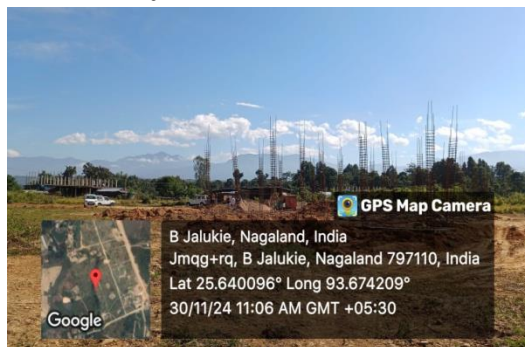 GPS Map Camera
B Jalukie, Nagaland, India
Jmqg+rq, B Jalukie, Nagaland 797110, India
Lat 25.640096° Long 93.674209°
30/11/24 11:06 AM GMT +05:30
Google